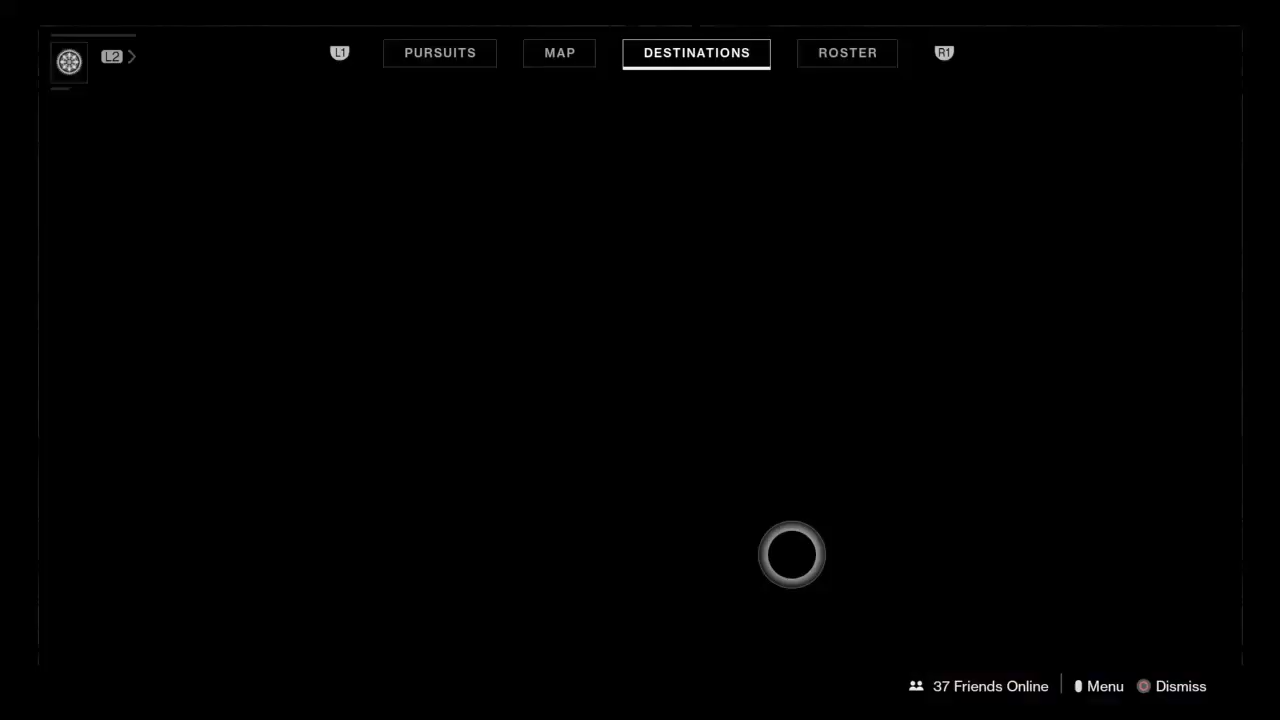 L2
L1
PURSUITS
MAP
DESTINATIONS
ROSTER
R1
37 Friends Online
Menu
Dismiss